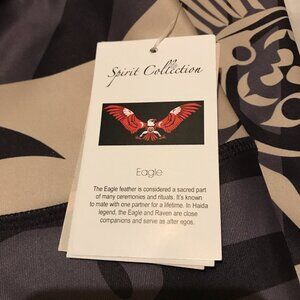 Spirit Collection
Eagle
The Eagle feather is considered a sacred part
of many ceremonies and rituals. It's known
to mate with one partner for a lifetime. In Haida
legend, the Eagle and Raven are close
companions and serve as after egos.